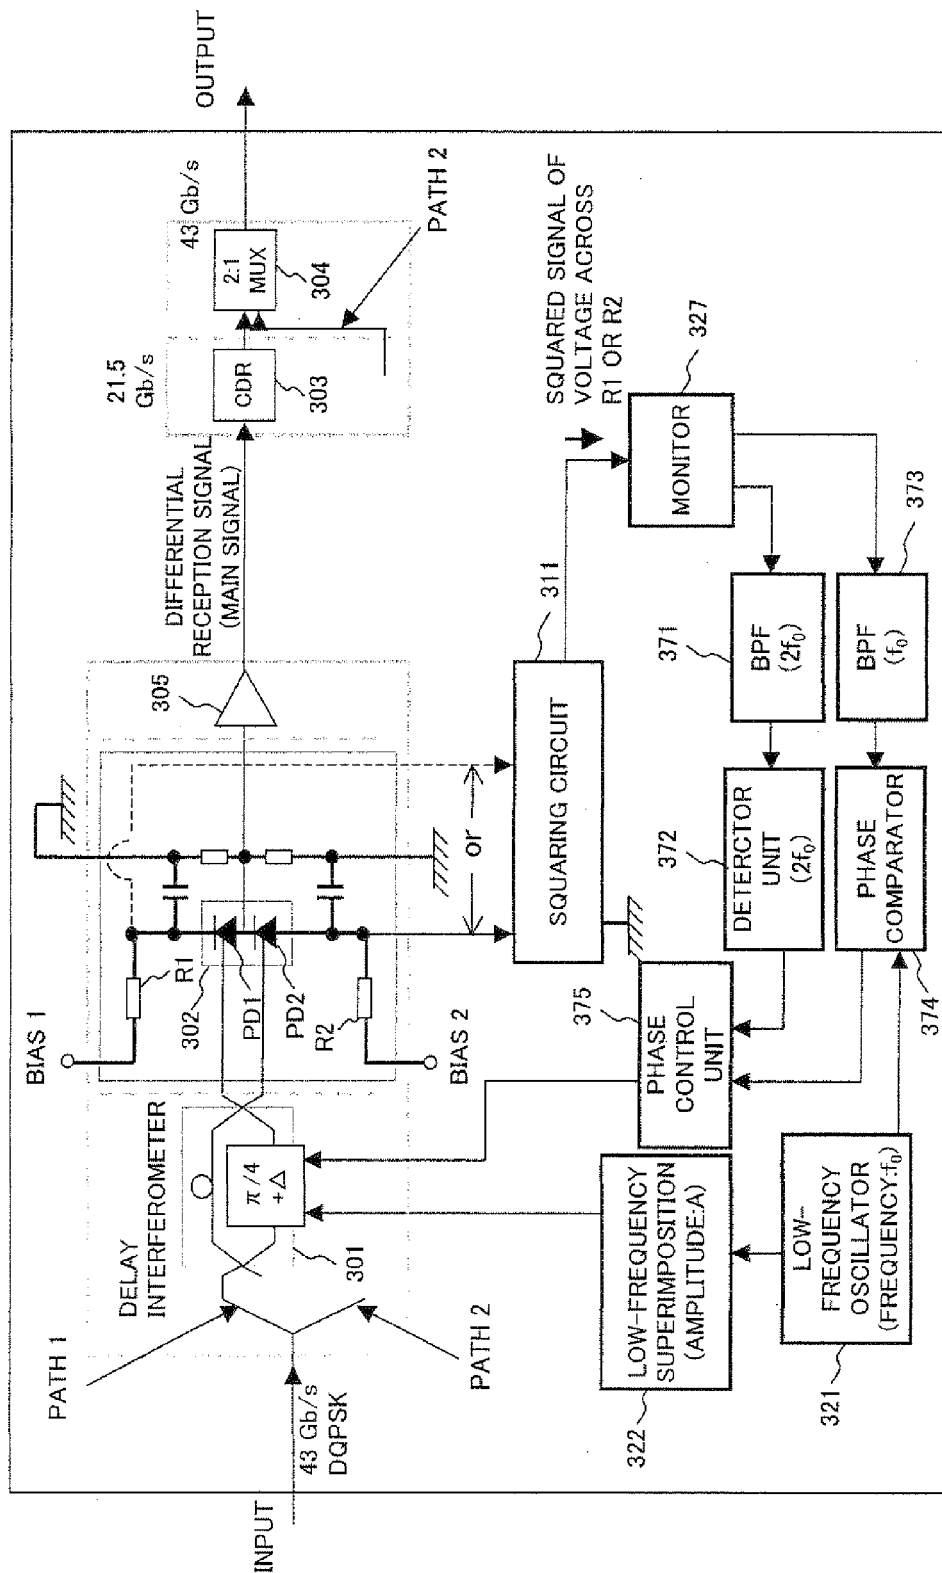 INPUT
43 Gb/s
DQPSK
PATH 1
PATH 2
DELAY
INTERFEROMETER
301
π/4
+Δ
BIAS 1
R1
302
PD1
PD2
R2
BIAS 2
305
DIFFERENTIAL
RECEPTION SIGNAL
(MAIN SIGNAL)
21.5
Gb/s
CDR
303
43 Gb/s
2:1
MUX
304
PATH 2
OUTPUT
or
SQUARING CIRCUIT
311
SQUARED SIGNAL OF
VOLTAGE ACROSS
R1 OR R2
MONITOR
327
371
BPF
(2f₀)
BPF
(f₀)
373
372
DETERCTOR
UNIT
(2f₀)
PHASE
COMPARATOR
374
375
PHASE
CONTROL
UNIT
LOW-FREQUENCY
SUPERIMPOSITION
(AMPLITUDE:A)
322
LOW-
FREQUENCY
OSCILLATOR
(FREQUENCY:f₀)
321